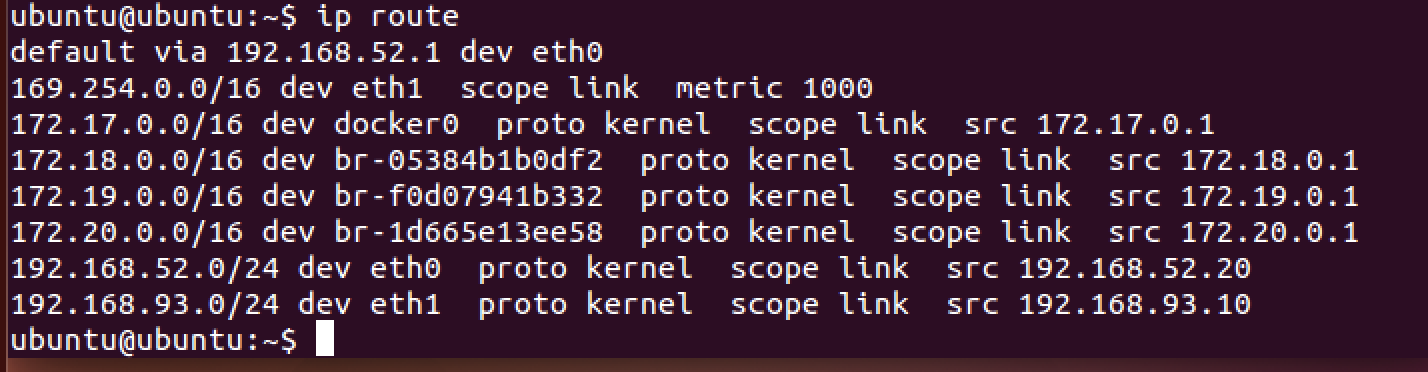 ubuntu@ubuntu:~$ ip route
default via 192.168.52.1 dev eth0
169.254.0.0/16 dev eth1  scope link  metric 1000
172.17.0.0/16 dev docker0  proto kernel  scope link  src 172.17.0.1
172.18.0.0/16 dev br-05384b1b0df2  proto kernel  scope link  src 172.18.0.1
172.19.0.0/16 dev br-f0d07941b332  proto kernel  scope link  src 172.19.0.1
172.20.0.0/16 dev br-1d665e13ee58  proto kernel  scope link  src 172.20.0.1
192.168.52.0/24 dev eth0  proto kernel  scope link  src 192.168.52.20
192.168.93.0/24 dev eth1  proto kernel  scope link  src 192.168.93.10
ubuntu@ubuntu:~$